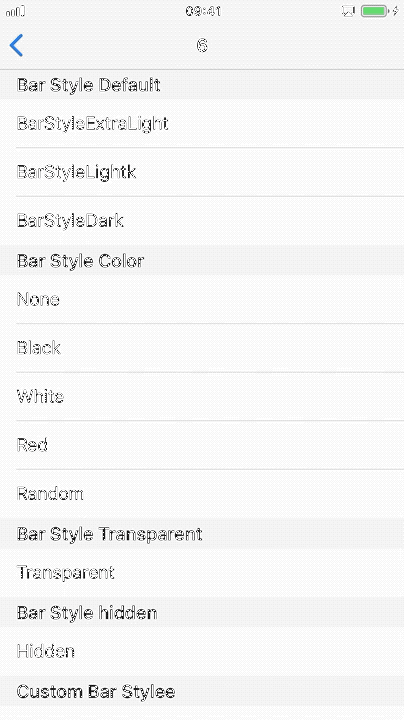 09:41
6
Bar Style Default
BarStyleExtraLight
BarStyleLightk
BarStyleDark
Bar Style Color
None
Black
White
Red
Random
Bar Style Transparent
Transparent
Bar Style hidden
Hidden
Custom Bar Stylee